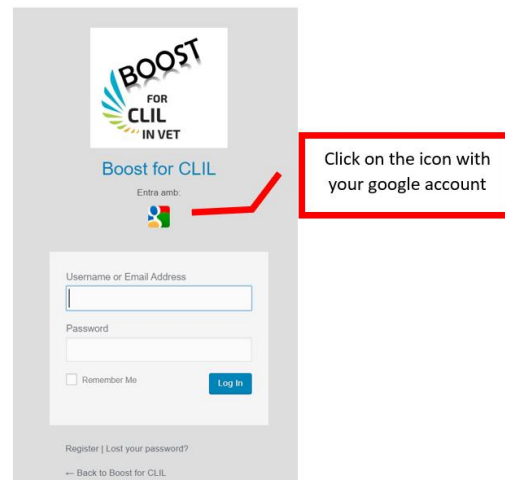 BOOST
FOR
CLIL
IN VET
Boost for CLIL
Entra amb:
Click on the icon with
your google account
Username or Email Address
Password
Remember Me
Log In
Register | Lost your password?
← Back to Boost for CLIL